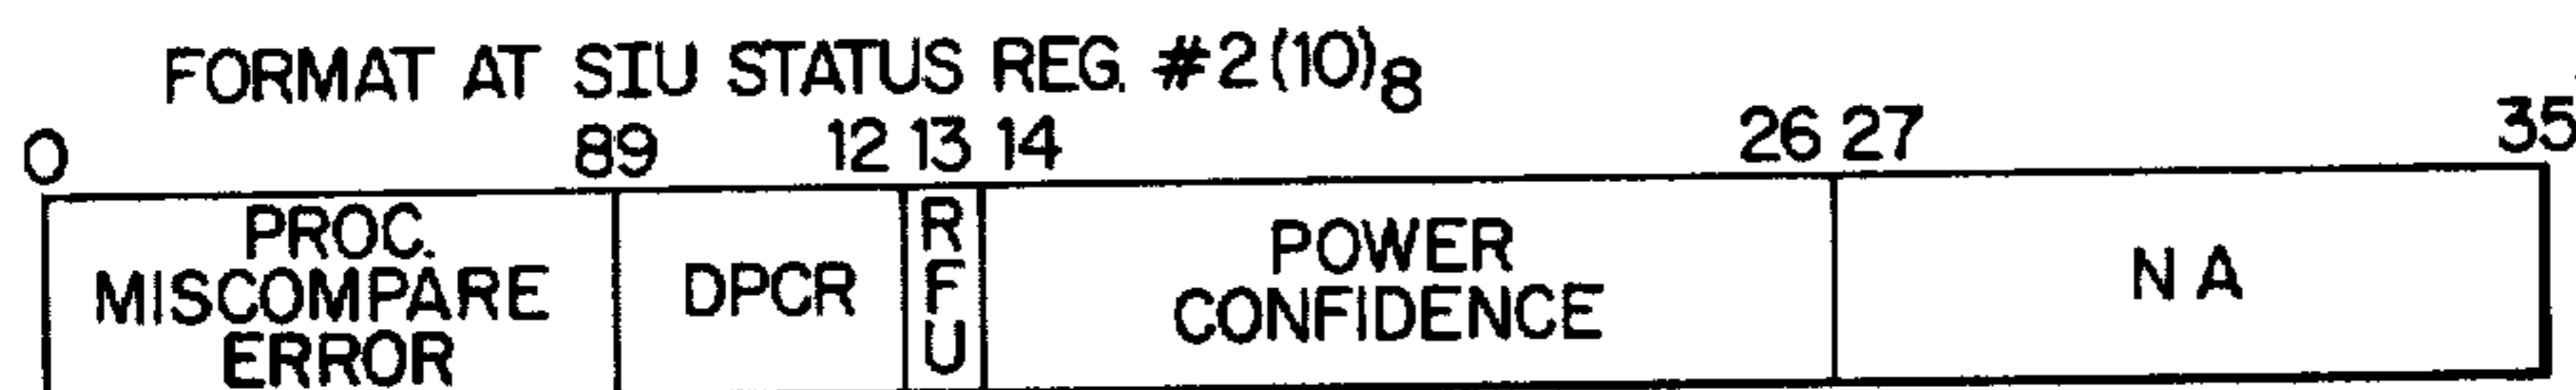 FORMAT AT SIU STATUS REG. #2(10)8
0 89 12 13 14 26 27 35
PROC.
MISCOMPARE
ERROR
DPCR
R
F
U
POWER
CONFIDENCE
NA